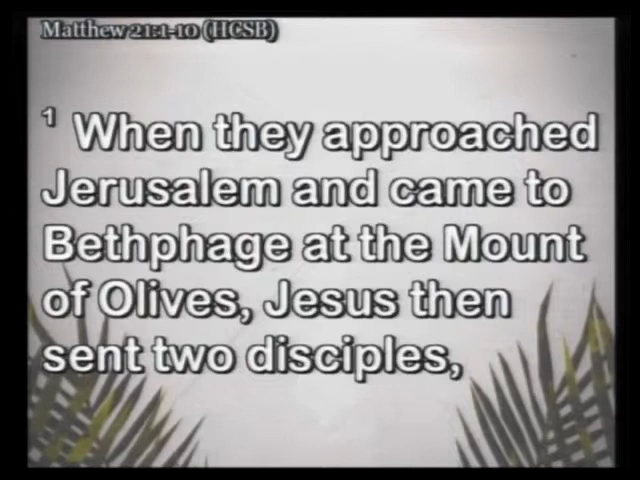 Matthew 21:1-10 (HCSB)
1 When they approached
Jerusalem and came to
Bethphage at the Mount
of Olives, Jesus then
sent two disciples,